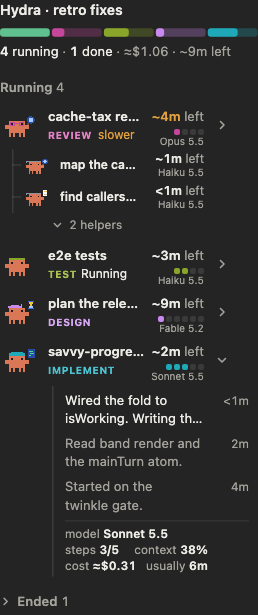 Hydra · retro fixes
4 running · 1 done · ≈$1.06 · ~9m left
Running 4
cache-tax re... ~4m left
REVIEW slower
Opus 5.5
map the ca... ~1m left
Haiku 5.5
find callers... <1m left
Haiku 5.5
2 helpers
e2e tests ~3m left
TEST Running
Haiku 5.5
plan the rele... ~9m left
DESIGN
Fable 5.2
savvy-progre... ~2m left
IMPLEMENT
Sonnet 5.5
Wired the fold to <1m
isWorking. Writing th...
Read band render and 2m
the mainTurn atom.
Started on the 4m
twinkle gate.
model Sonnet 5.5
steps 3/5 context 38%
cost ≈$0.31 usually 6m
Ended 1